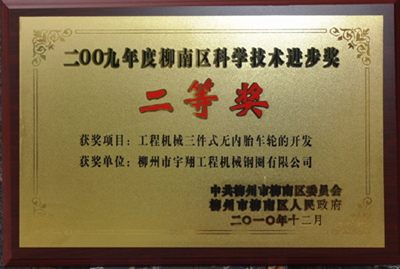 二00九年度柳南区科学技术进步奖
二等奖
获奖项目：工程机械三件式无内胎车轮的开发
获奖单位：柳州市宇翔工程机械钢圈有限公司
中共柳州市柳南区委员会
柳州市柳南区人民政府
二0一0年十二月